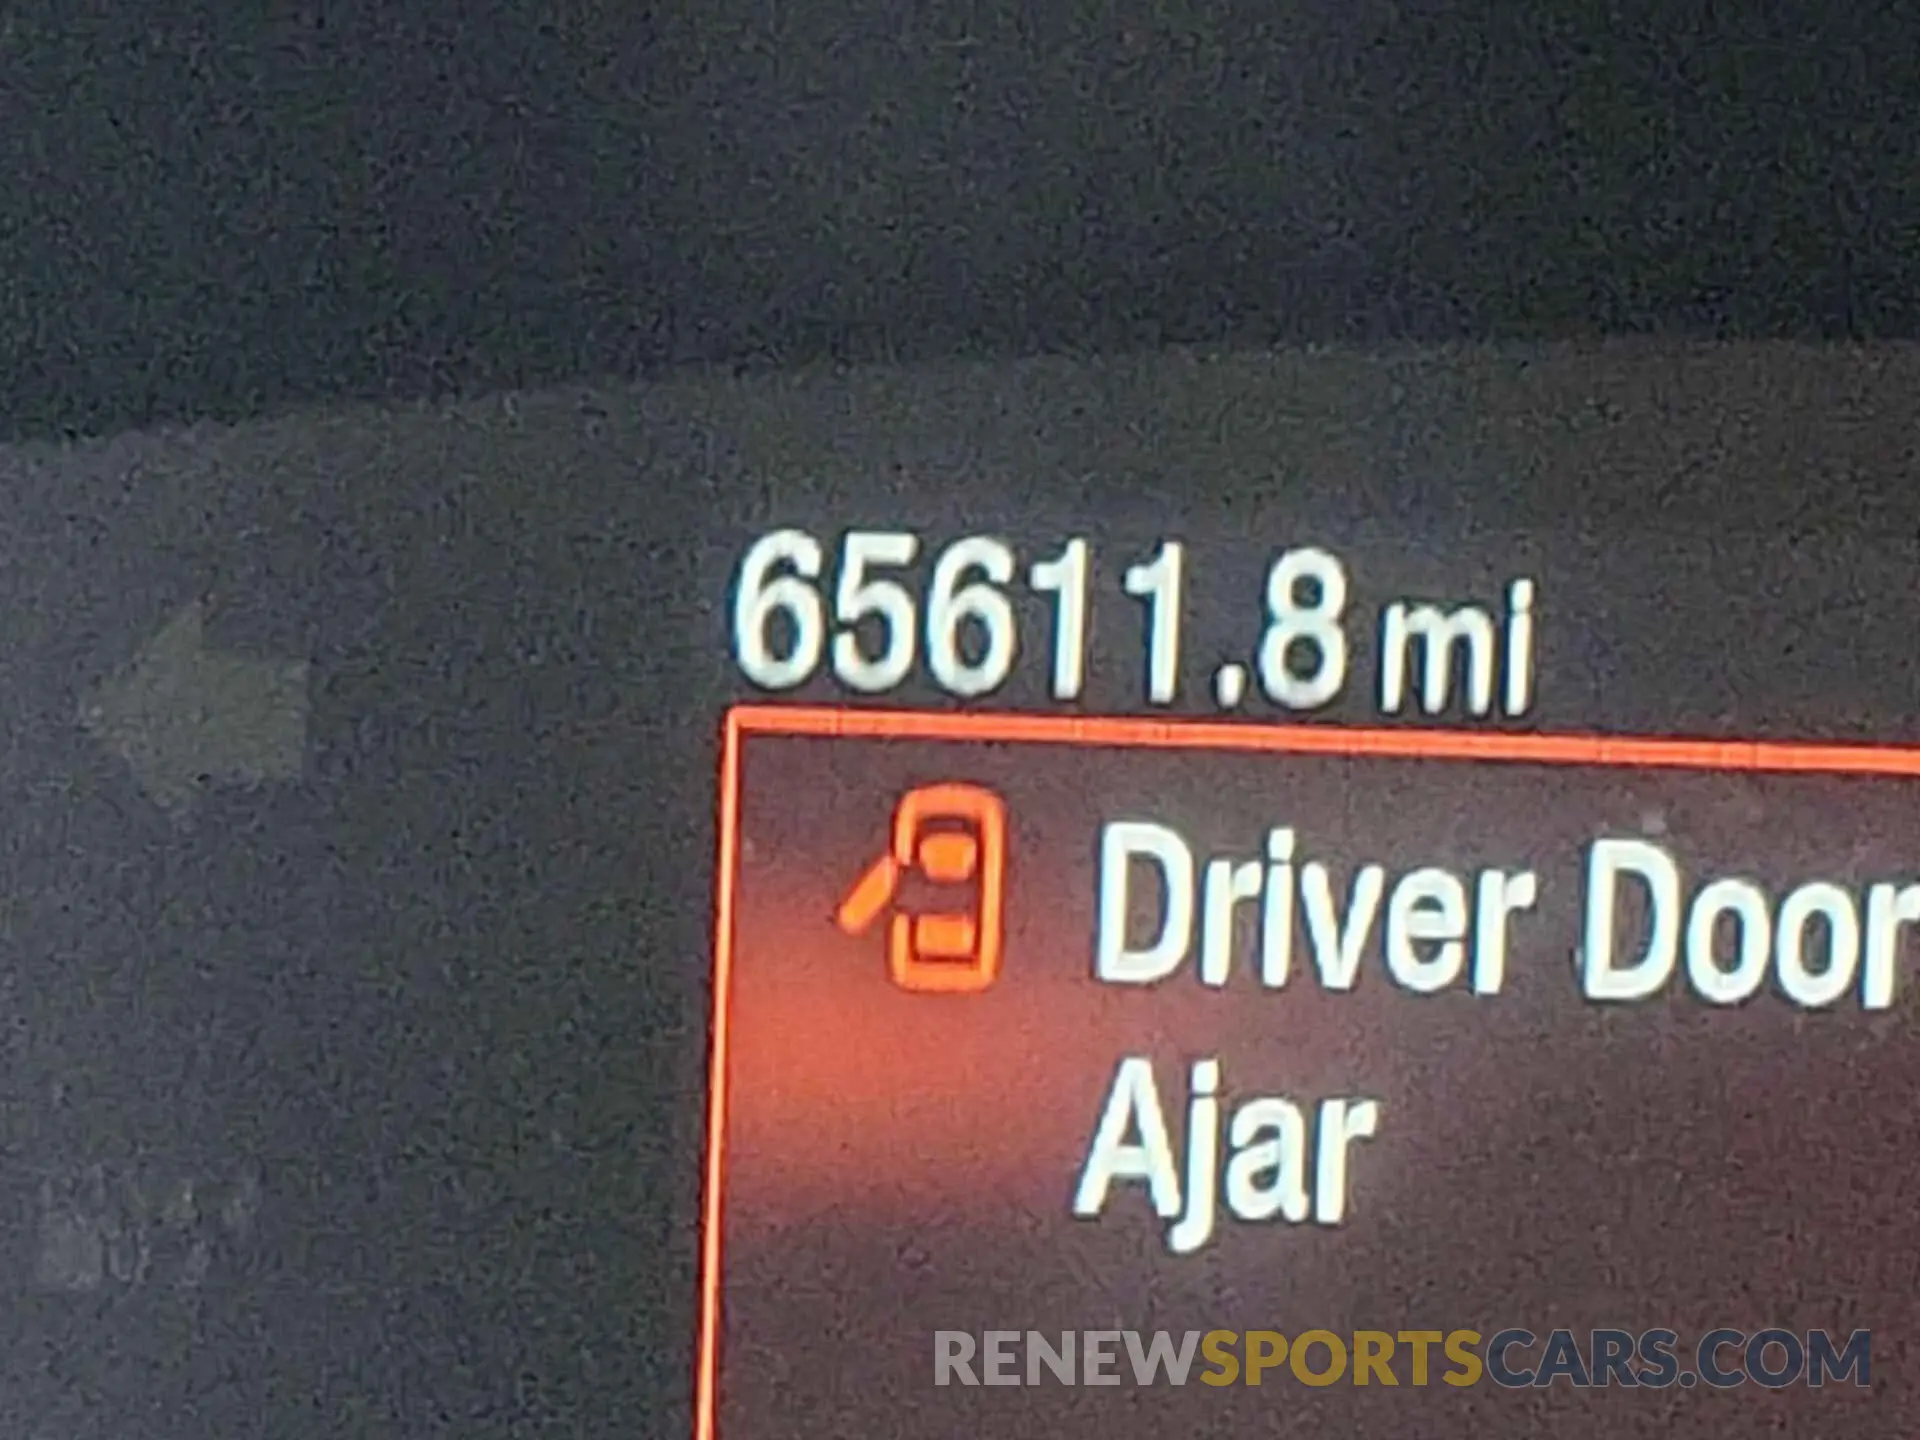 65611.8 mi
Driver Door
Ajar
RENEWSPORTSCARS.COM